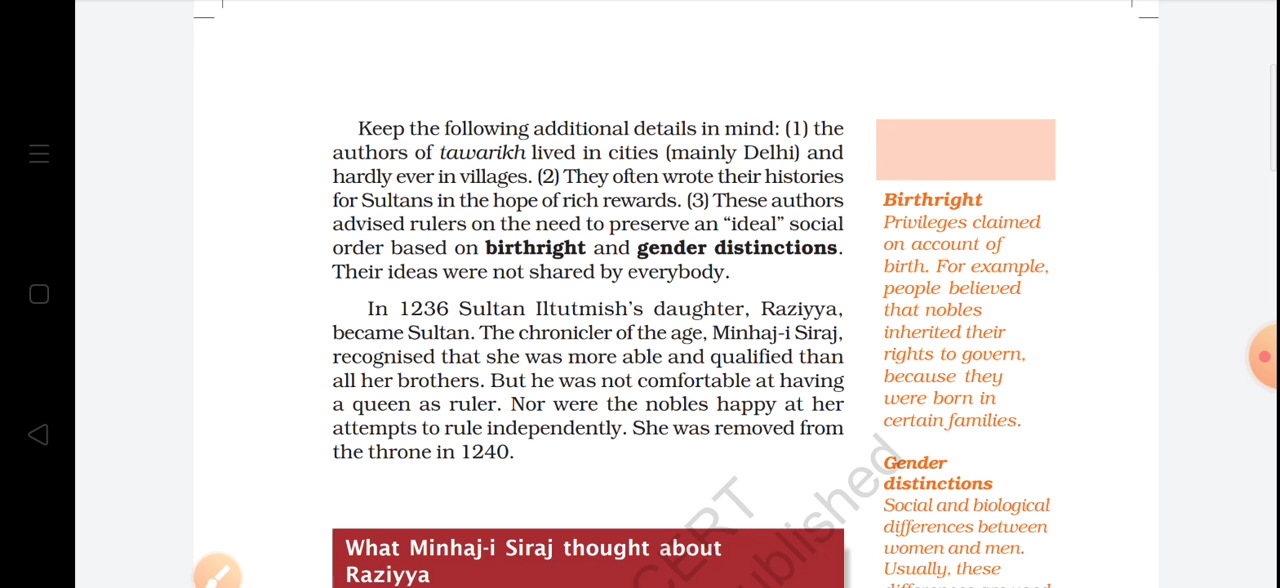 Keep the following additional details in mind: (1) the
authors of tawarikh lived in cities (mainly Delhi) and
hardly ever in villages. (2) They often wrote their histories
for Sultans in the hope of rich rewards. (3) These authors
advised rulers on the need to preserve an “ideal” social
order based on birthright and gender distinctions.
Their ideas were not shared by everybody.
In 1236 Sultan Iltutmish’s daughter, Raziyya,
became Sultan. The chronicler of the age, Minhaj-i Siraj,
recognised that she was more able and qualified than
all her brothers. But he was not comfortable at having
a queen as ruler. Nor were the nobles happy at her
attempts to rule independently. She was removed from
the throne in 1240.
What Minhaj-i Siraj thought about
Raziyya
Birthright
Privileges claimed
on account of
birth. For example,
people believed
that nobles
inherited their
rights to govern,
because they
were born in
certain families.
Gender
distinctions
Social and biological
differences between
women and men.
Usually, these